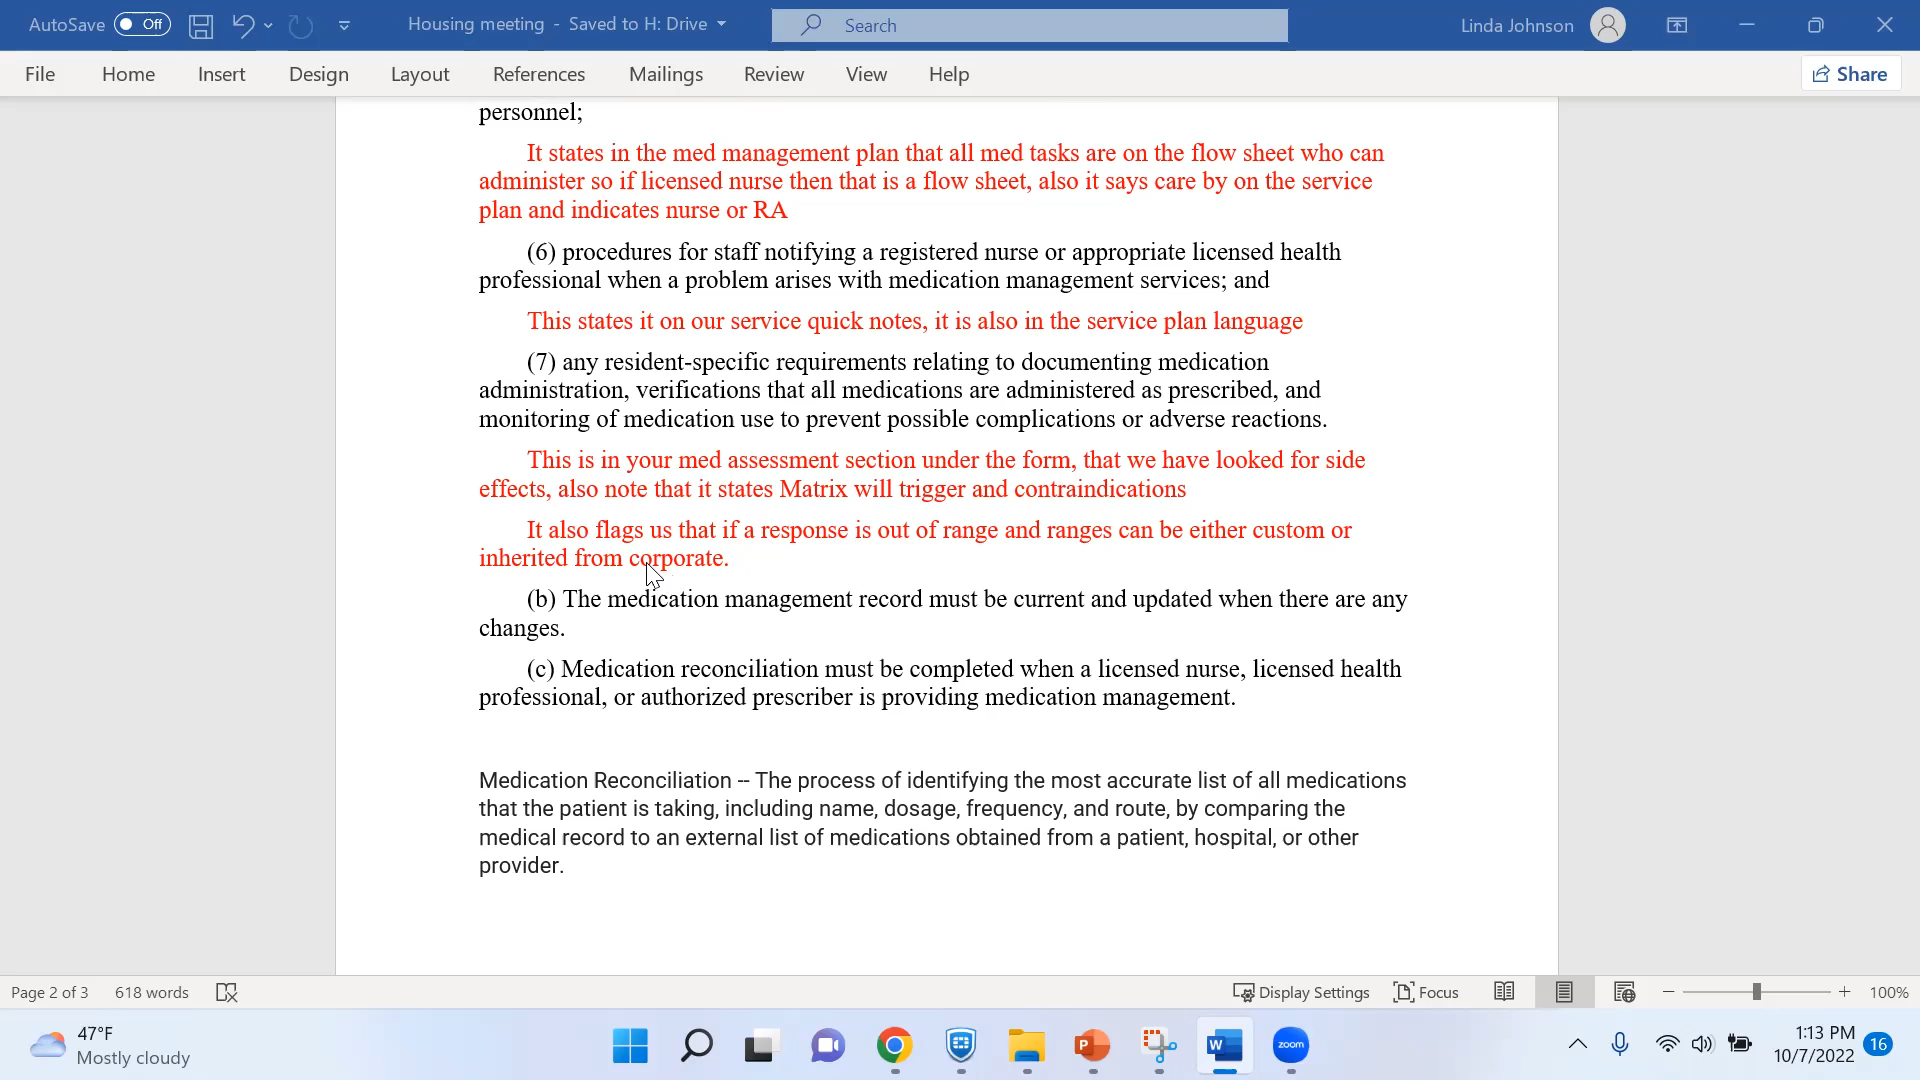 AutoSave Off Housing meeting - Saved to H: Drive Search Linda Johnson
File Home Insert Design Layout References Mailings Review View Help Share
personnel;
It states in the med management plan that all med tasks are on the flow sheet who can
administer so if licensed nurse then that is a flow sheet, also it says care by on the service
plan and indicates nurse or RA
(6) procedures for staff notifying a registered nurse or appropriate licensed health
professional when a problem arises with medication management services; and
This states it on our service quick notes, it is also in the service plan language
(7) any resident-specific requirements relating to documenting medication
administration, verifications that all medications are administered as prescribed, and
monitoring of medication use to prevent possible complications or adverse reactions.
This is in your med assessment section under the form, that we have looked for side
effects, also note that it states Matrix will trigger and contraindications
It also flags us that if a response is out of range and ranges can be either custom or
inherited from corporate.
(b) The medication management record must be current and updated when there are any
changes.
(c) Medication reconciliation must be completed when a licensed nurse, licensed health
professional, or authorized prescriber is providing medication management.
Medication Reconciliation -- The process of identifying the most accurate list of all medications
that the patient is taking, including name, dosage, frequency, and route, by comparing the
medical record to an external list of medications obtained from a patient, hospital, or other
provider.
Page 2 of 3 618 words Display Settings Focus 100%
47°F
Mostly cloudy
P W zoom
1:13 PM
10/7/2022 16